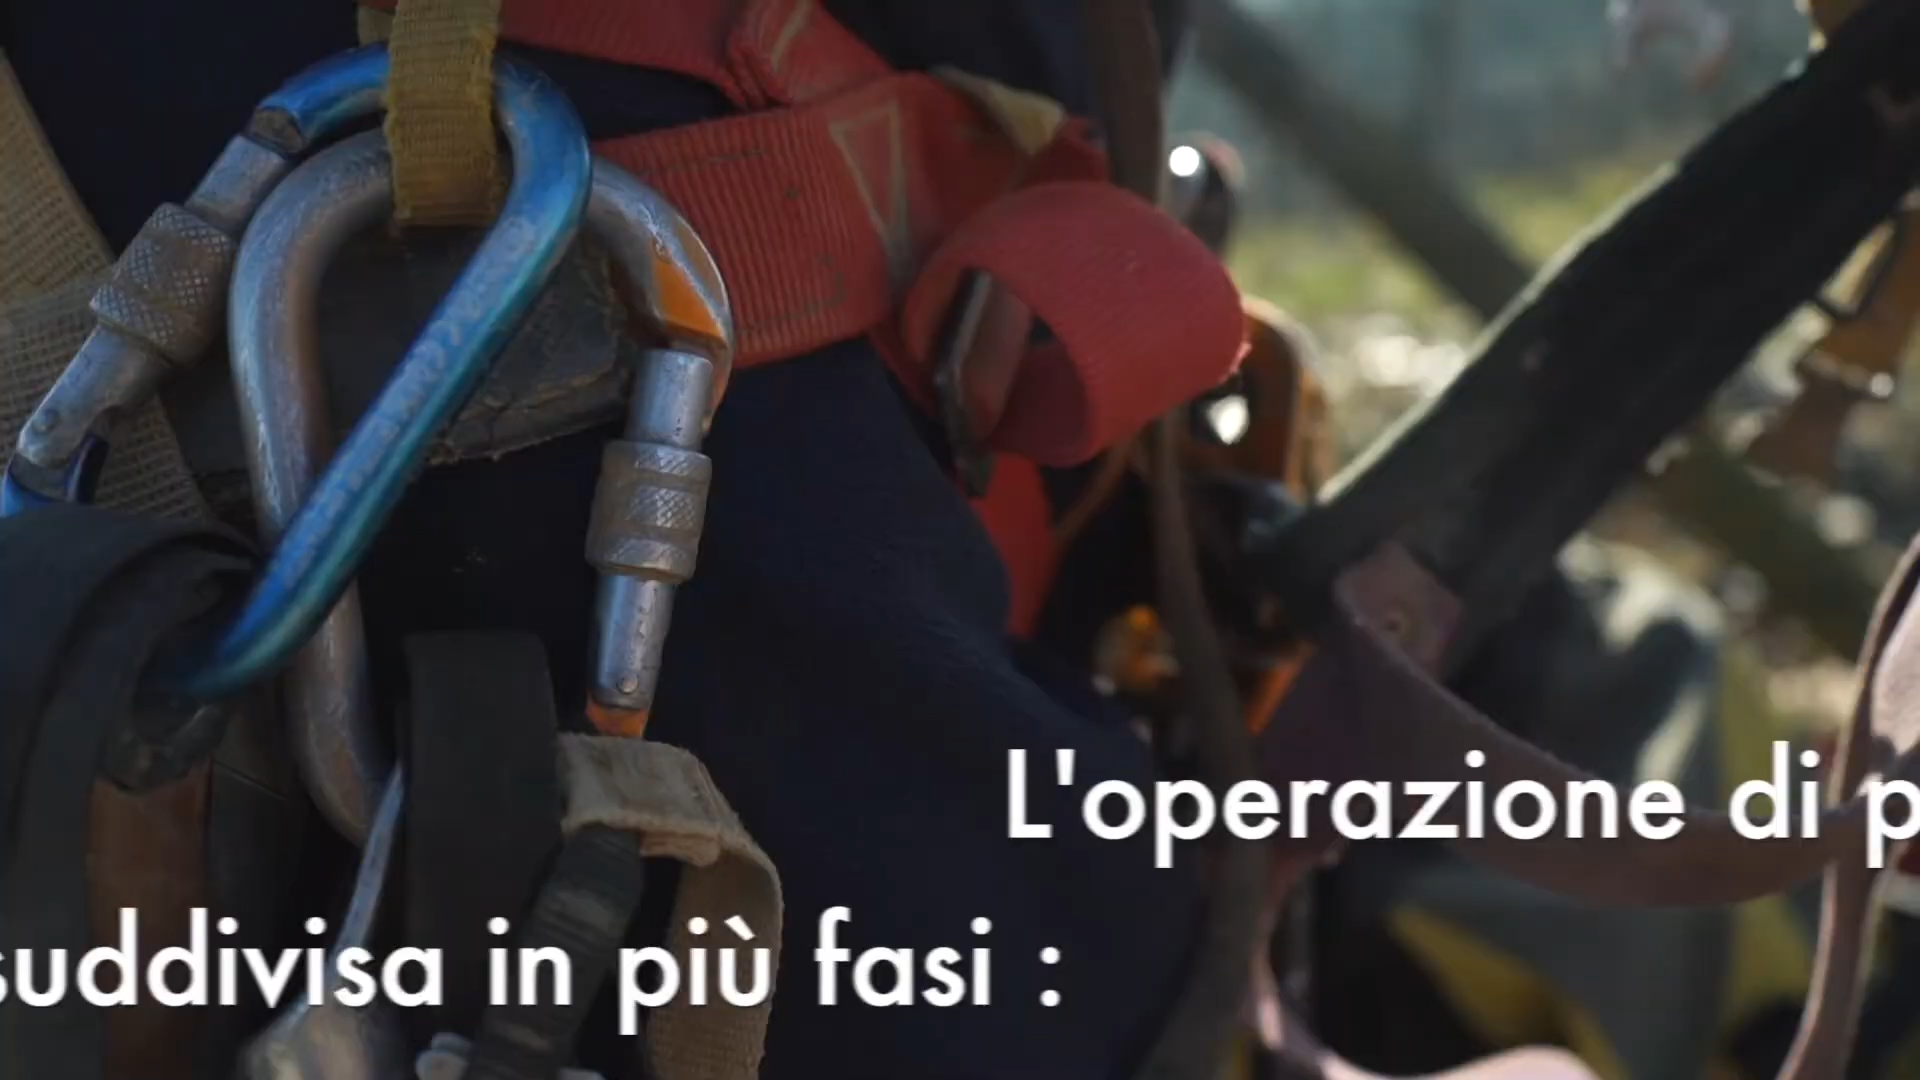 L'operazione di p
suddivisa in più fasi :